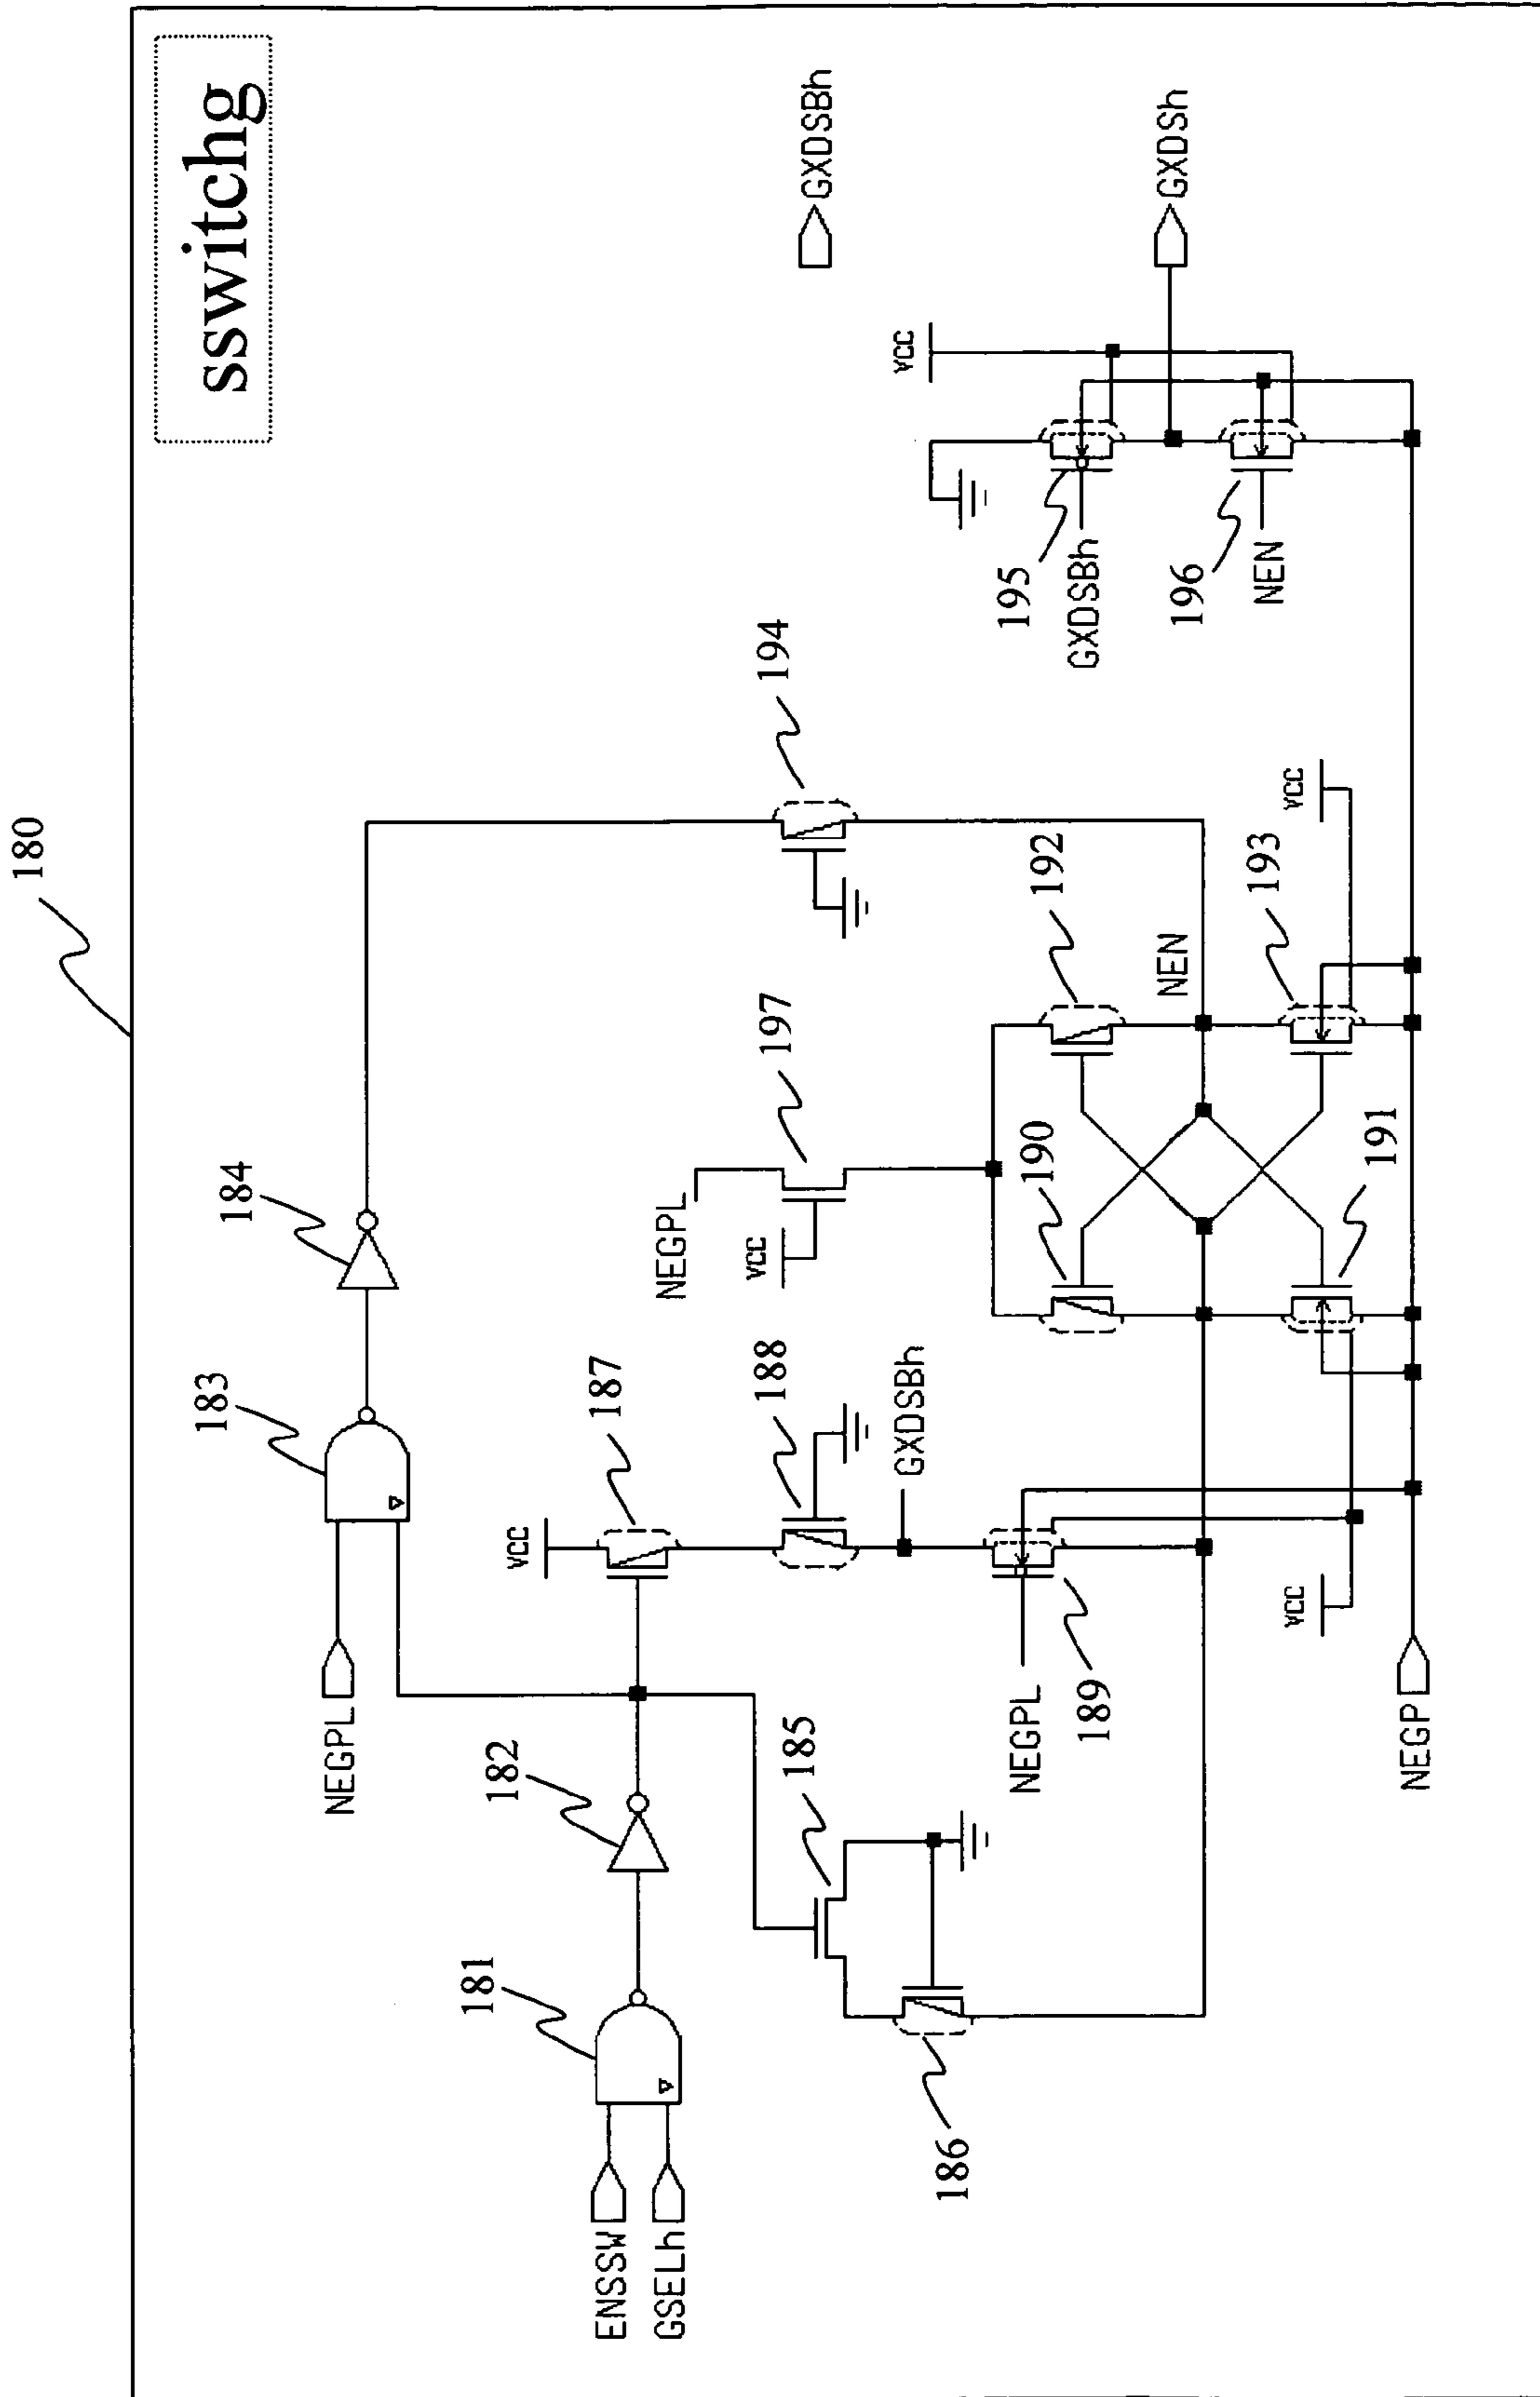 180
sswitchg
184
183
NEGPL
194
GXDSBh
182
187
VCC
181
ENSSW
GSELh
185
188
NEGPL
197
VCC
186
GXDSBh
190
192
NEN
VCC
195
GXDSBh
GXDSh
196
NEN
NEGPL
189
193
VCC
VCC
191
NEGP